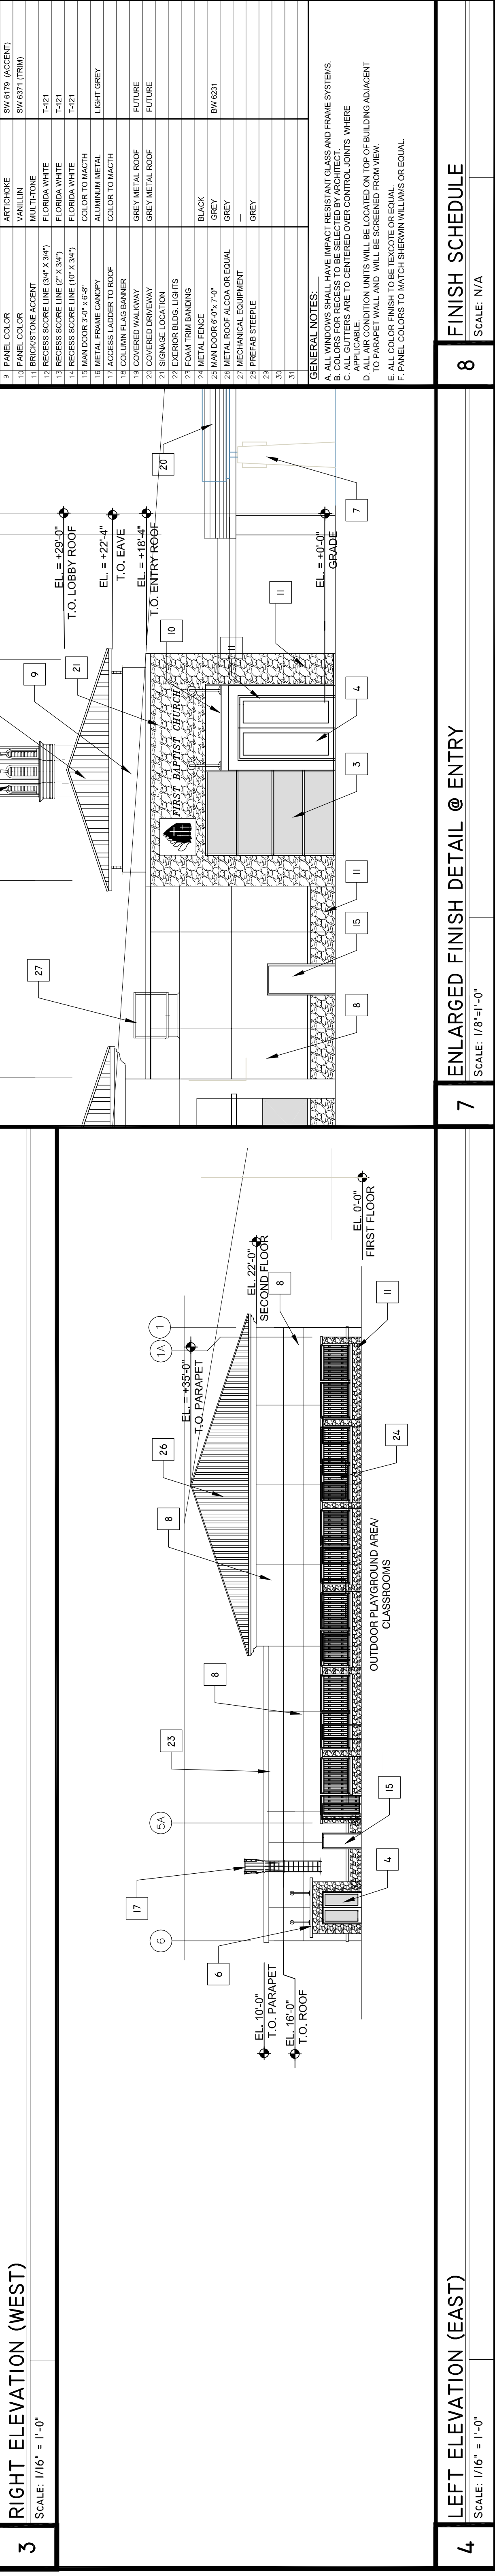 3
RIGHT ELEVATION (WEST)
SCALE: 1/16" = 1'-0"
6
5A
1A
1
17
23
8
8
26
8
6
EL. 10'-0"
T.O. PARAPET
EL. 16'-0"
T.O. ROOF
EL. = +35'-0"
T.O. PARAPET
EL. 22'-0"
SECOND FLOOR
EL. 0'-0"
FIRST FLOOR
4
15
OUTDOOR PLAYGROUND AREA/
CLASSROOMS
24
11
4
LEFT ELEVATION (EAST)
SCALE: 1/16" = 1'-0"
27
9
21
10
11
11
20
EL. = +29'-0"
T.O. LOBBY ROOF
EL. = +22'-4"
T.O. EAVE
EL. = +18'-4"
T.O. ENTRY ROOF
EL. = +0'-0"
GRADE
FIRST BAPTIST CHURCH
8
15
11
3
4
7
7
ENLARGED FINISH DETAIL @ ENTRY
SCALE: 1/8"=1'-0"
9 PANEL COLOR ARTICHOKE SW 6179 (ACCENT)
10 PANEL COLOR VANILLIN SW 6371 (TRIM)
11 BRICK/STONE ACCENT MULTI-TONE
12 RECESS SCORE LINE (3/4" X 3/4") FLORIDA WHITE T-121
13 RECESS SCORE LINE (2" X 3/4") FLORIDA WHITE T-121
14 RECESS SCORE LINE (10" X 3/4") FLORIDA WHITE T-121
15 MAN DOOR 3'-0" x 6'-8" COLOR TO MACTH
16 METAL FRAME CANOPY ALUMINUM METAL LIGHT GREY
17 ACCESS LADDER TO ROOF COLOR TO MACTH
18 COLUMN FLAG BANNER
19 COVERED WALKWAY GREY METAL ROOF FUTURE
20 COVERED DRIVEWAY GREY METAL ROOF FUTURE
21 SIGNAGE LOCATION
22 EXERIOR BLDG. LIGHTS
23 FOAM TRIM BANDING
24 METAL FENCE BLACK
25 MAN DOOR 6'-0"x 7'-0" GREY BW 6231
26 METAL ROOF ALCOA OR EQUAL GREY
27 MECHANICAL EQUIPMENT ---
28 PREFAB STEEPLE GREY
29
30
31
GENERAL NOTES:
A. ALL WINDOWS SHALL HAVE IMPACT RESISTANT GLASS AND FRAME SYSTEMS.
B. COLORS FOR RECESS TO BE SELECTED BY ARCHITECT.
C. ALL GUTTERS ARE TO CENTERED OVER CONTROL JOINTS WHERE
APPLICABLE.
D. ALL AIR CONDITION UNITS WILL BE LOCATED ON TOP OF BUILDING ADJACENT
TO PARAPET WALL AND WILL BE SCREENED FROM VIEW.
E. ALL COLOR FINISH TO BE TEXCOTE OR EQUAL.
F. PANEL COLORS TO MATCH SHERWIN WILLIAMS OR EQUAL.
8
FINISH SCHEDULE
SCALE: N/A